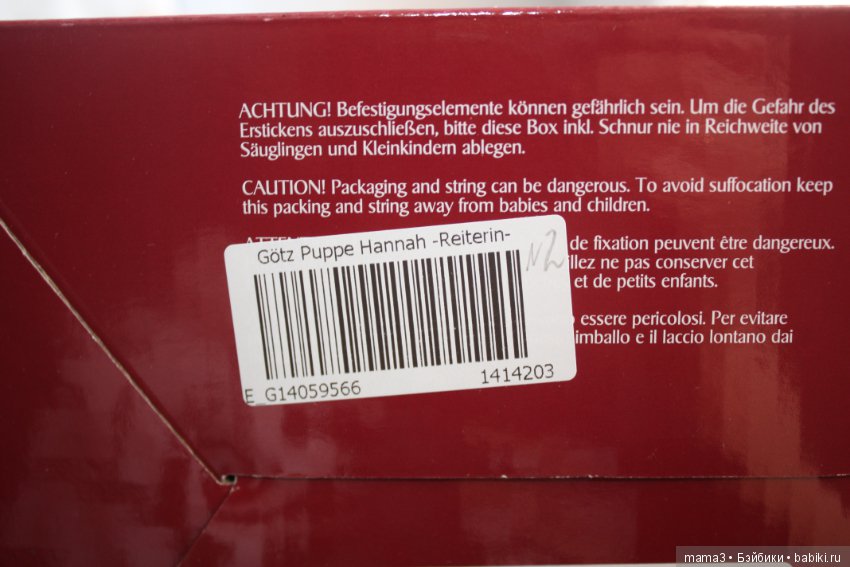 ACHTUNG! Befestigungselemente können gefährlich sein. Um die Gefahr des
Erstickens auszuschließen, bitte diese Box inkl. Schnur nie in Reichweite von
Säuglingen und Kleinkindern ablegen.
CAUTION! Packaging and string can be dangerous. To avoid suffocation keep
this packing and string away from babies and children.
de fixation peuvent être dangereux.
illez ne pas conserver cet
et de petits enfants.
essere pericolosi. Per evitare
imballo e il laccio lontano dai
Götz Puppe Hannah -Reiterin-
N2
E_G14059566
1414203
mama3 • Бэйбики • babiki.ru